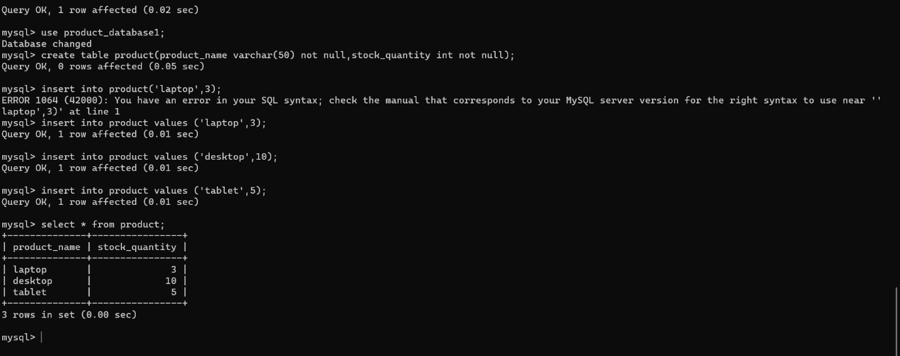 Query OK, 1 row affected (0.02 sec)
mysql> use product_database1;
Database changed
mysql> create table product(product_name varchar(50) not null,stock_quantity int not null);
Query OK, 0 rows affected (0.05 sec)
mysql> insert into product('laptop',3);
ERROR 1064 (42000): You have an error in your SQL syntax; check the manual that corresponds to your MySQL server version for the right syntax to use near ''
laptop',3)' at line 1
mysql> insert into product values ('laptop',3);
Query OK, 1 row affected (0.01 sec)
mysql> insert into product values ('desktop',10);
Query OK, 1 row affected (0.01 sec)
mysql> insert into product values ('tablet',5);
Query OK, 1 row affected (0.01 sec)
mysql> select * from product;
+--------------+----------------+
| product_name | stock_quantity |
+--------------+----------------+
| laptop       |              3 |
| desktop      |             10 |
| tablet       |              5 |
+--------------+----------------+
3 rows in set (0.00 sec)
mysql>